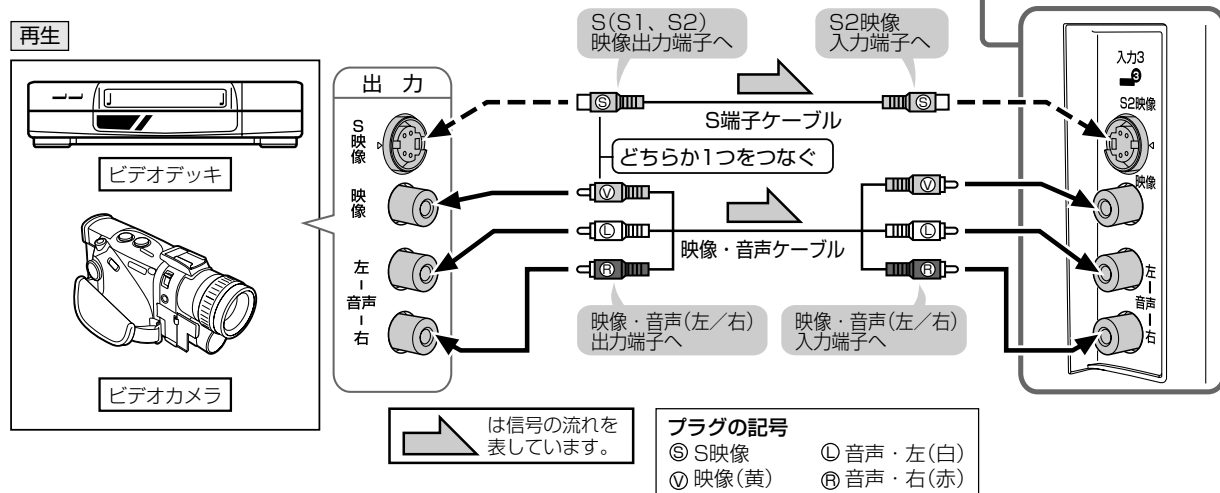 再生
ビデオデッキ
ビデオカメラ
出 力
S映像
映像
左
音声
右
S(S1、S2)
映像出力端子へ
S2映像
入力端子へ
S
S
S端子ケーブル
どちらか1つをつなぐ
V
V
L
L
映像・音声ケーブル
R
R
映像・音声(左／右)
出力端子へ
映像・音声(左／右)
入力端子へ
入力3
3
S2映像
映像
左
音声
右
は信号の流れを
表しています。
プラグの記号
Ⓢ S映像 Ⓛ 音声・左(白)
Ⓥ 映像(黄) Ⓡ 音声・右(赤)